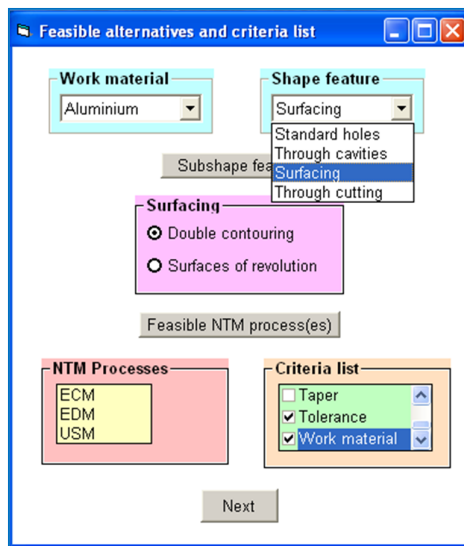 Feasible alternatives and criteria list
Work material
Aluminium
Shape feature
Surfacing
Standard holes
Through cavities
Surfacing
Through cutting
Subshape fea
Surfacing
Double contouring
Surfaces of revolution
Feasible NTM process(es)
NTM Processes
ECM
EDM
USM
Criteria list
Taper
Tolerance
Work material
Next